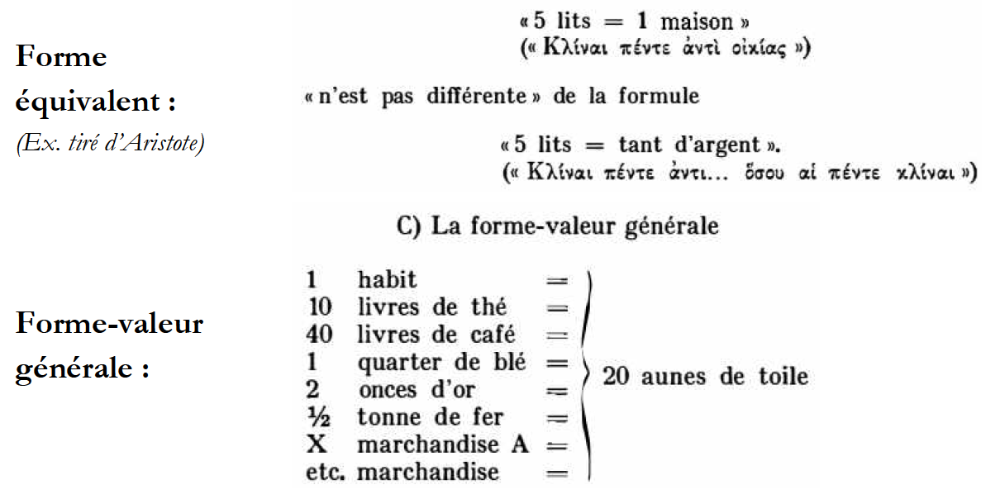 Forme
équivalent :
(Ex. tiré d’Aristote)
« 5 lits = 1 maison »
(« Κλίναι πέντε ἀντὶ οἰκίας »)
« n’est pas différente » de la formule
« 5 lits = tant d’argent ».
(« Κλίναι πέντε ἀντι... ὅσου αἱ πέντε κλίναι »)
C) La forme-valeur générale
Forme-valeur
générale :
1 habit =
10 livres de thé =
40 livres de café =
1 quarter de blé =
20 aunes de toile
2 onces d’or =
½ tonne de fer =
X marchandise A =
etc. marchandise =